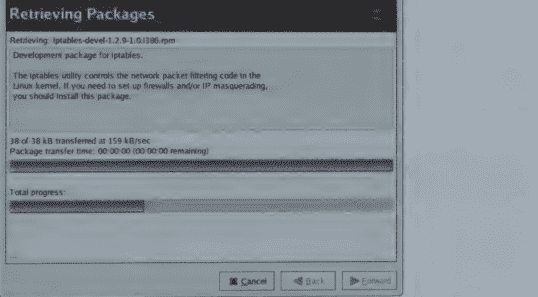 Retrieving Packages
Retrieving: iptables-devel-1.2.9-1.0.i386.rpm
Development package for iptables.
The iptables utility controls the network packet filtering code in the
Linux kernel. If you need to set up firewalls and/or IP masquerading,
you should install this package.
38 of 38 kB transferred at 159 kB/sec
Package transfer time: 00:00:00 (00:00:00 remaining)
Total progress:
Cancel
Back
Forward